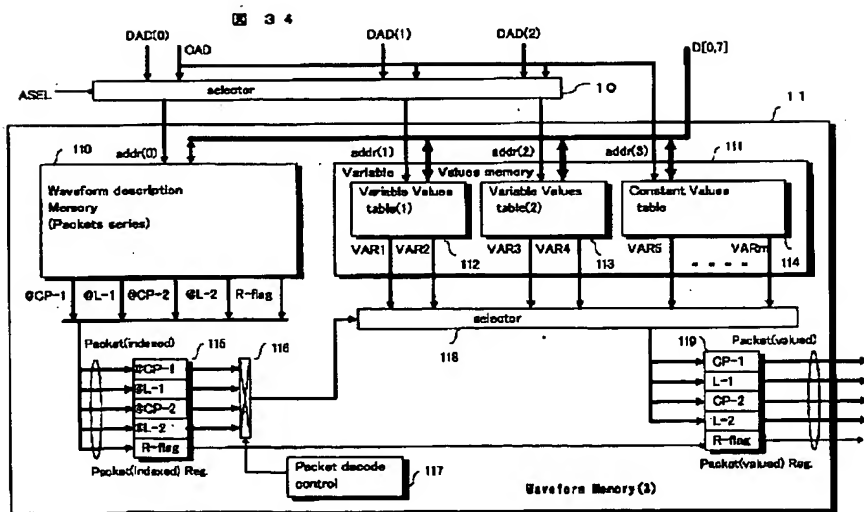 図 3 4
DAD(0) OAD DAD(1) DAD(2) D[0,7]
ASEL selector 1 0
1 1
110 addr(0) addr(1) addr(2) addr(3) 111
Variable Values memory
Waveform description
Memory
(Packets series)
Variable Values
table(1)
Variable Values
table(2)
Constant Values
table
VAR1 VAR2 112 VAR3 VAR4 113 VAR5 VARm 114
@CP-1 @L-1 @CP-2 @L-2 R-flag
selector
118
Packet(indexed) 115 116
@CP-1
@L-1
@CP-2
@L-2
R-flag
Packet(indexed) Reg.
Packet decode
control
117
119 Packet(valued)
CP-1
L-1
CP-2
L-2
R-flag
Packet(valued) Reg.
Waveform Memory(3)